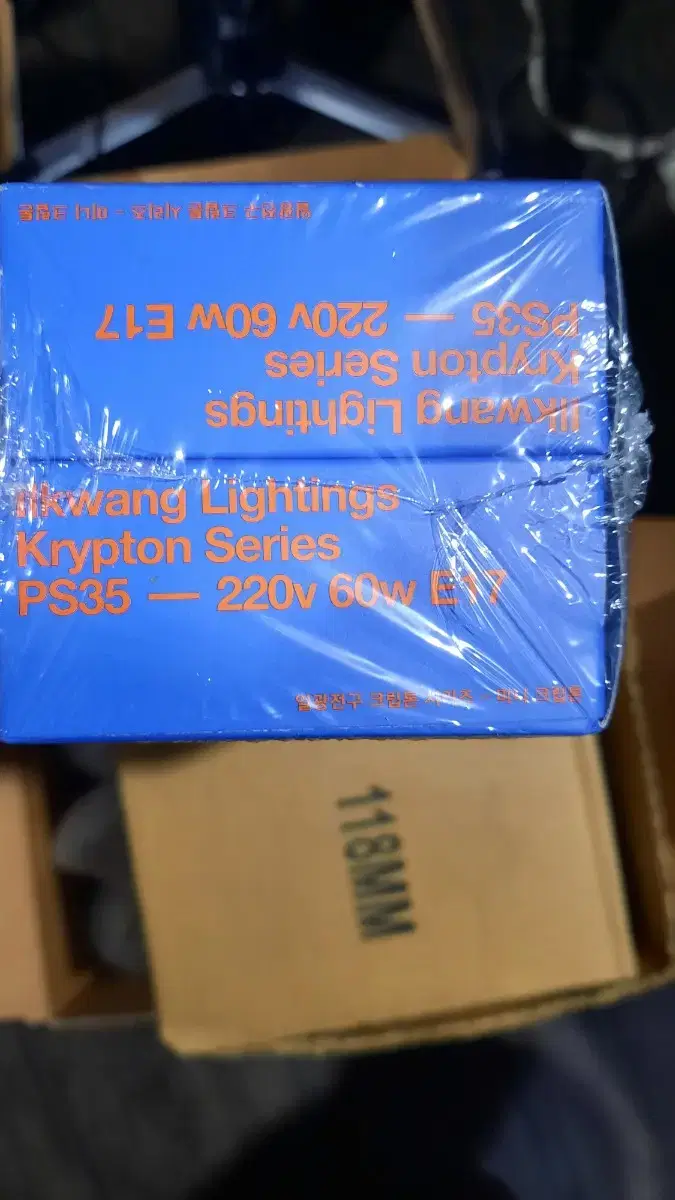 일광전구 크립톤 시리즈 – 미니 크립톤
PS35 — 220v 60w E17
Krypton Series
Ilkwang Lightings
Ilkwang Lightings
Krypton Series
PS35 — 220v 60w E17
일광전구 크립톤 시리즈 – 미니 크립톤
118MM